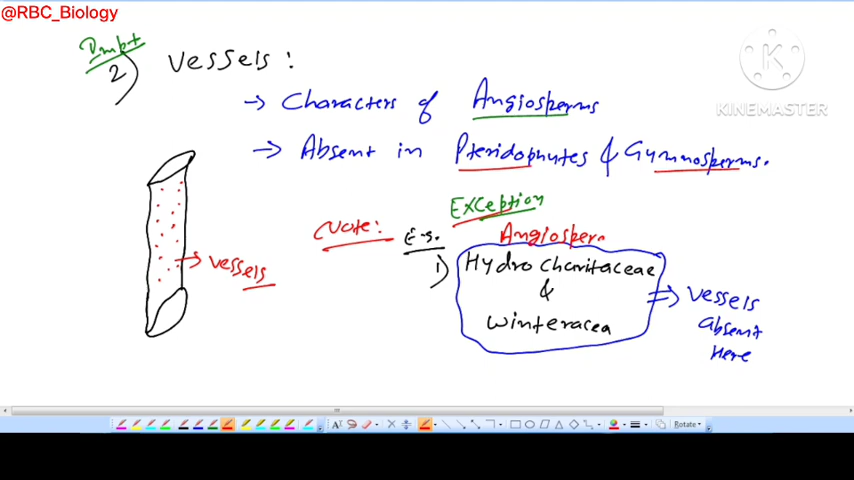 @RBC_Biology
Doubt
2) Vessels :
→ Characters of Angiosperms
→ Absent in Pteridophytes & Gymnosperms.
EXCeption
Note: E.g. Angiosperm
1) Hydrocharitaceae
&
Winteracea
⇒ Vessels
absent
Here
→ vessels
K
KINEMASTER
Rotate